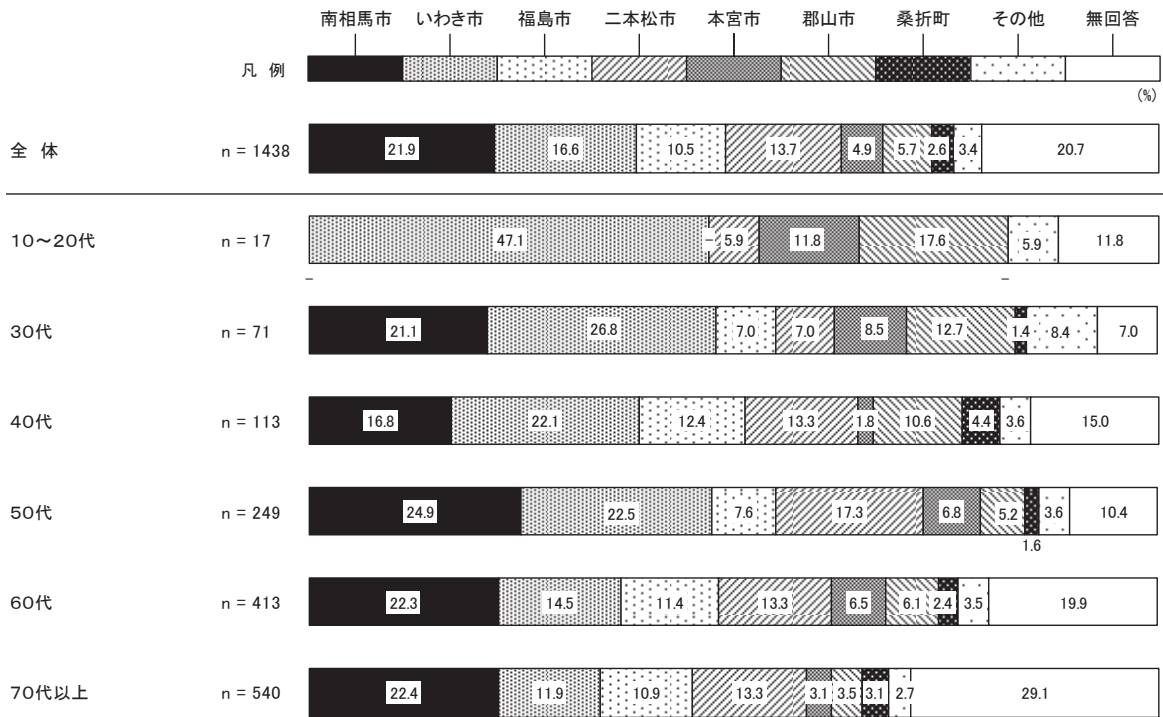 南相馬市 いわき市 福島市 二本松市 本宮市 郡山市 桑折町 その他 無回答
凡 例
(%)
全 体 n = 1438 21.9 16.6 10.5 13.7 4.9 5.7 2.6 3.4 20.7
10～20代 n = 17 47.1 － 5.9 11.8 17.6 5.9 11.8
－ －
30代 n = 71 21.1 26.8 7.0 7.0 8.5 12.7 1.4 8.4 7.0
40代 n = 113 16.8 22.1 12.4 13.3 1.8 10.6 4.4 3.6 15.0
50代 n = 249 24.9 22.5 7.6 17.3 6.8 5.2 3.6 10.4
1.6
60代 n = 413 22.3 14.5 11.4 13.3 6.5 6.1 2.4 3.5 19.9
70代以上 n = 540 22.4 11.9 10.9 13.3 3.1 3.5 3.1 2.7 29.1